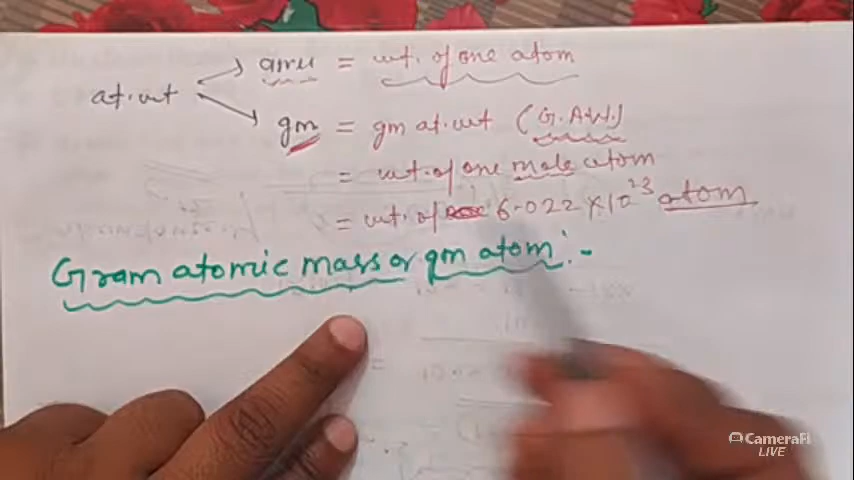 at.wt
amu = wt. of one atom
gm = gm at.wt (G.A.W.)
= wt. of one mole atom
= wt. of 6.022×10²³ atom
Gram atomic mass or gm atom :-
CameraFi
LIVE